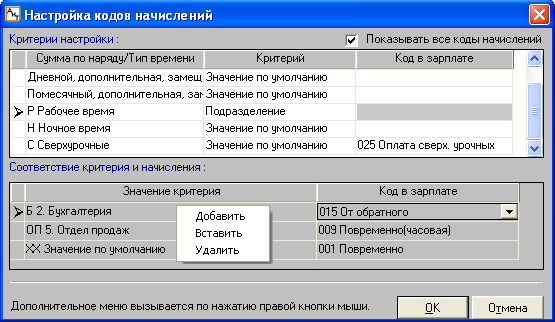 Настройка кодов начислений
Критерии настройки : Показывать все коды начислений
Сумма по наряду/Тип времени Критерий Код в зарплате
Дневной, дополнительная, замещ Значение по умолчанию
Помесячный, дополнительная, зам Значение по умолчанию
Р Рабочее время Подразделение
Н Ночное время Значение по умолчанию
С Сверхурочные Значение по умолчанию 025 Оплата сверх. урочных
Соответствие критерия и начисления :
Значение критерия Код в зарплате
Б 2. Бухгалтерия 015 От обратного
ОП 5. Отдел продаж 009 Повременно(часовая)
XX Значение по умолчанию 001 Повременно
Добавить
Вставить
Удалить
Дополнительное меню вызывается по нажатию правой кнопки мыши. OK Отмена